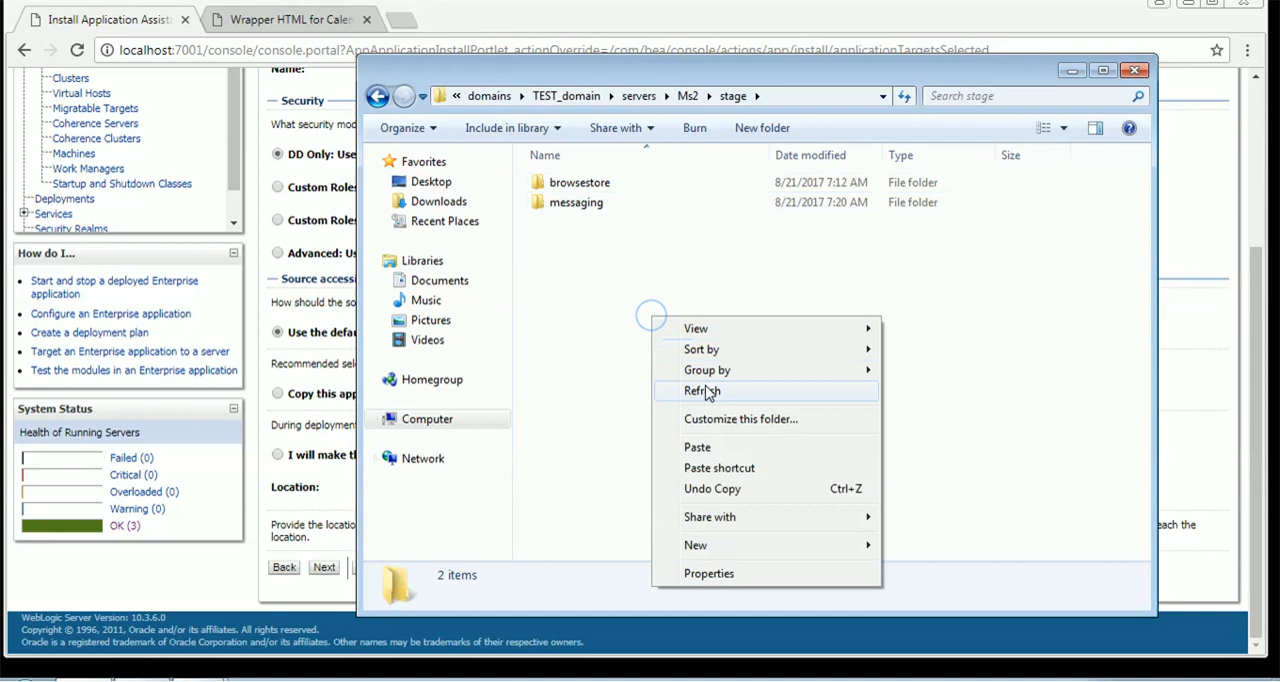 Install Application Assista
Wrapper HTML for Calen
localhost:7001/console/console.portal?AppApplicationInstallPortlet_actionOverride=/com/bea/console/actions/app/install/applicationTargetsSelected
Clusters
Virtual Hosts
Migratable Targets
Coherence Servers
Coherence Clusters
Machines
Work Managers
Startup and Shutdown Classes
Deployments
Services
Security Realms
How do I...
Start and stop a deployed Enterprise
application
Configure an Enterprise application
Create a deployment plan
Target an Enterprise application to a server
Test the modules in an Enterprise application
System Status
Health of Running Servers
Failed (0)
Critical (0)
Overloaded (0)
Warning (0)
OK (3)
Name:
Security
What security mod
DD Only: Use
Custom Roles
Custom Roles
Advanced: Us
Source accessi
How should the so
Use the defau
Recommended sele
Copy this app
During deployment
I will make th
Location:
Provide the locatio
location.
each the
Back
Next
« domains TEST_domain servers Ms2 stage
Search stage
Organize
Include in library
Share with
Burn
New folder
Favorites
Desktop
Downloads
Recent Places
Libraries
Documents
Music
Pictures
Videos
Homegroup
Computer
Network
Name Date modified Type Size
browsestore 8/21/2017 7:12 AM File folder
messaging 8/21/2017 7:20 AM File folder
View
Sort by
Group by
Refresh
Customize this folder...
Paste
Paste shortcut
Undo Copy Ctrl+Z
Share with
New
Properties
2 items
WebLogic Server Version: 10.3.6.0
Copyright © 1996, 2011, Oracle and/or its affiliates. All rights reserved.
Oracle is a registered trademark of Oracle Corporation and/or its affiliates. Other names may be trademarks of their respective owners.